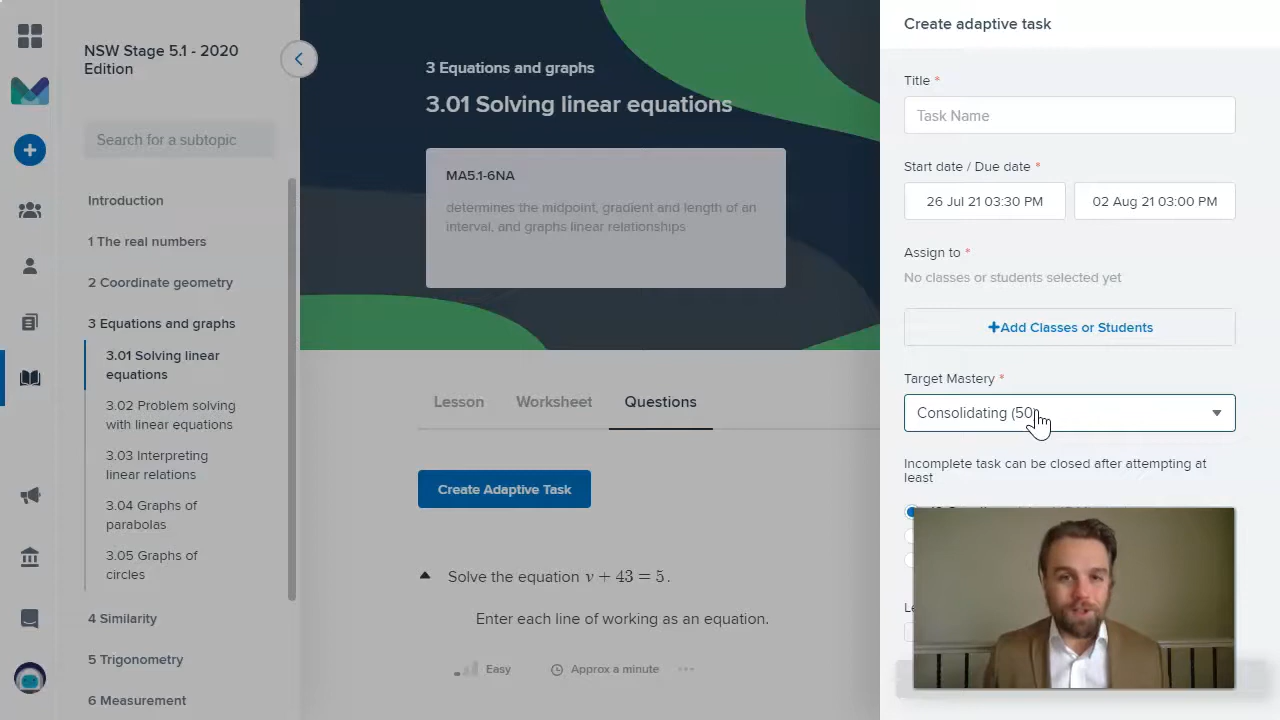 NSW Stage 5.1 - 2020
Edition
Search for a subtopic
Introduction
1 The real numbers
2 Coordinate geometry
3 Equations and graphs
3.01 Solving linear
equations
3.02 Problem solving
with linear equations
3.03 Interpreting
linear relations
3.04 Graphs of
parabolas
3.05 Graphs of
circles
4 Similarity
5 Trigonometry
6 Measurement
3 Equations and graphs
3.01 Solving linear equations
MA5.1-6NA
determines the midpoint, gradient and length of an
interval, and graphs linear relationships
Lesson Worksheet Questions
Create Adaptive Task
Solve the equation v + 43 = 5.
Enter each line of working as an equation.
Easy Approx a minute
Create adaptive task
Title *
Task Name
Start date / Due date *
26 Jul 21 03:30 PM 02 Aug 21 03:00 PM
Assign to *
No classes or students selected yet
+Add Classes or Students
Target Mastery *
Consolidating (50)
Incomplete task can be closed after attempting at
least